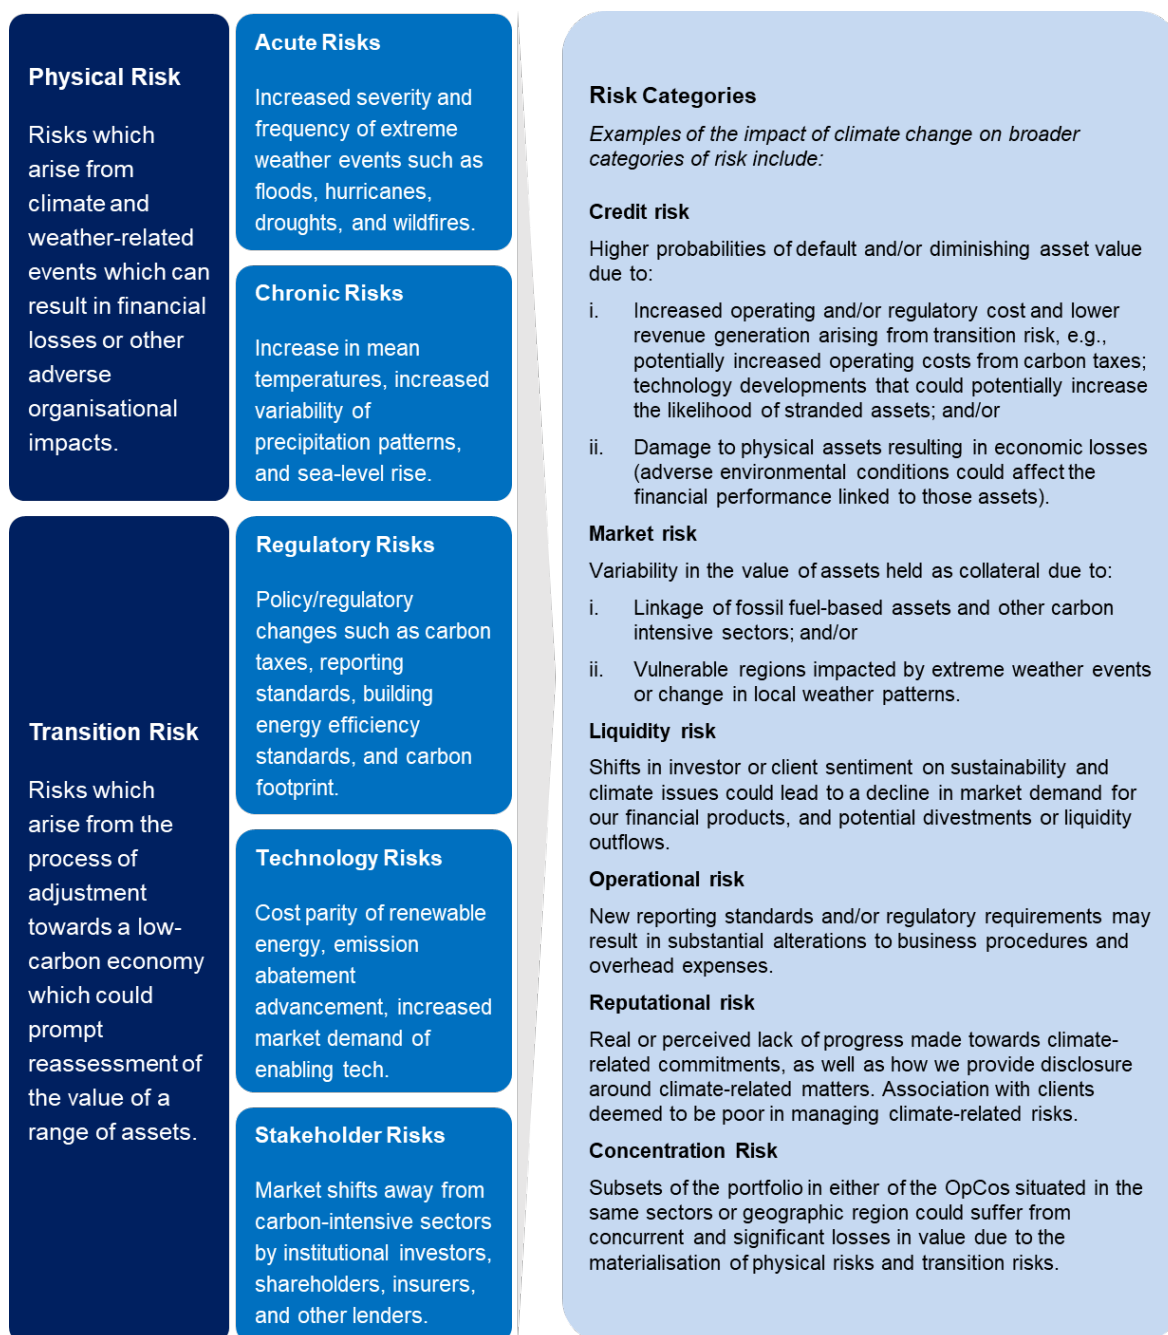 Physical Risk
Risks which
arise from
climate and
weather-related
events which can
result in financial
losses or other
adverse
organisational
impacts.
Acute Risks
Increased severity and
frequency of extreme
weather events such as
floods, hurricanes,
droughts, and wildfires.
Chronic Risks
Increase in mean
temperatures, increased
variability of
precipitation patterns,
and sea-level rise.
Transition Risk
Risks which
arise from the
process of
adjustment
towards a low-
carbon economy
which could
prompt
reassessment of
the value of a
range of assets.
Regulatory Risks
Policy/regulatory
changes such as carbon
taxes, reporting
standards, building
energy efficiency
standards, and carbon
footprint.
Technology Risks
Cost parity of renewable
energy, emission
abatement
advancement, increased
market demand of
enabling tech.
Stakeholder Risks
Market shifts away from
carbon-intensive sectors
by institutional investors,
shareholders, insurers,
and other lenders.
Risk Categories
Examples of the impact of climate change on broader
categories of risk include:
Credit risk
Higher probabilities of default and/or diminishing asset value
due to:
i. Increased operating and/or regulatory cost and lower
revenue generation arising from transition risk, e.g.,
potentially increased operating costs from carbon taxes;
technology developments that could potentially increase
the likelihood of stranded assets; and/or
ii. Damage to physical assets resulting in economic losses
(adverse environmental conditions could affect the
financial performance linked to those assets).
Market risk
Variability in the value of assets held as collateral due to:
i. Linkage of fossil fuel-based assets and other carbon
intensive sectors; and/or
ii. Vulnerable regions impacted by extreme weather events
or change in local weather patterns.
Liquidity risk
Shifts in investor or client sentiment on sustainability and
climate issues could lead to a decline in market demand for
our financial products, and potential divestments or liquidity
outflows.
Operational risk
New reporting standards and/or regulatory requirements may
result in substantial alterations to business procedures and
overhead expenses.
Reputational risk
Real or perceived lack of progress made towards climate-
related commitments, as well as how we provide disclosure
around climate-related matters. Association with clients
deemed to be poor in managing climate-related risks.
Concentration Risk
Subsets of the portfolio in either of the OpCos situated in the
same sectors or geographic region could suffer from
concurrent and significant losses in value due to the
materialisation of physical risks and transition risks.